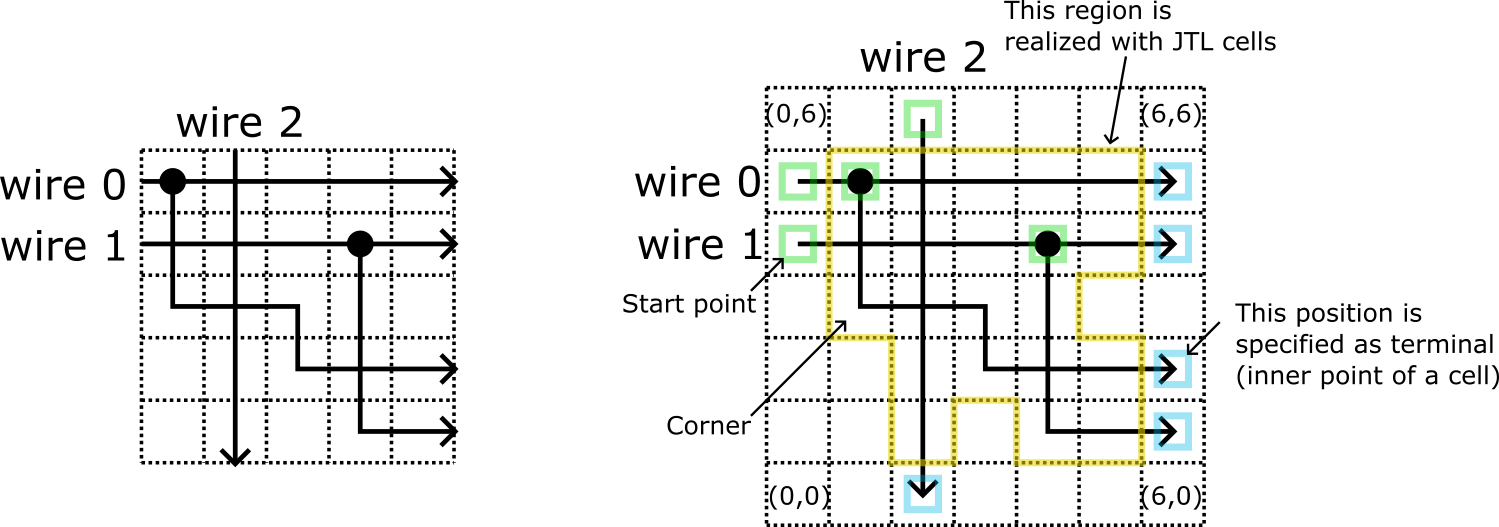 wire 2
wire 0
wire 1
This region is
realized with JTL cells
wire 2
(0,6)
(6,6)
wire 0
wire 1
Start point
This position is
specified as terminal
(inner point of a cell)
Corner
(0,0)
(6,0)